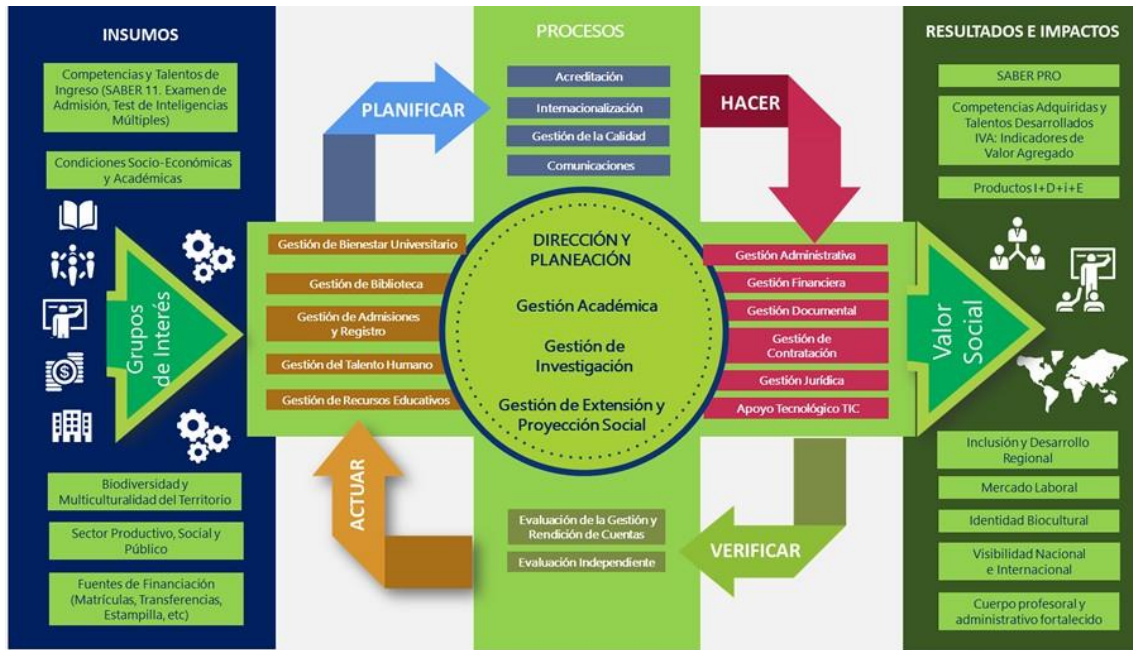 INSUMOS
Competencias y Talentos de
Ingreso (SABER 11. Examen de
Admisión, Test de Inteligencias
Múltiples)
Condiciones Socio-Económicas
y Académicas
Grupos
de Interés
Biodiversidad y
Multiculturalidad del Territorio
Sector Productivo, Social y
Público
Fuentes de Financiación
(Matrículas, Transferencias,
Estampilla, etc)
PLANIFICAR
PROCESOS
Acreditación
Internacionalización
Gestión de la Calidad
Comunicaciones
HACER
Gestión de Bienestar Universitario
Gestión de Biblioteca
Gestión de Admisiones
y Registro
Gestión del Talento Humano
Gestión de Recursos Educativos
DIRECCIÓN Y
PLANEACIÓN
Gestión Académica
Gestión de
Investigación
Gestión de Extensión y
Proyección Social
Gestión Administrativa
Gestión Financiera
Gestión Documental
Gestión de
Contratación
Gestión Jurídica
Apoyo Tecnológico TIC
ACTUAR
Evaluación de la Gestión y
Rendición de Cuentas
Evaluación Independiente
VERIFICAR
RESULTADOS E IMPACTOS
SABER PRO
Competencias Adquiridas y
Talentos Desarrollados
IVA: Indicadores de
Valor Agregado
Productos I+D+i+E
Valor
Social
Inclusión y Desarrollo
Regional
Mercado Laboral
Identidad Biocultural
Visibilidad Nacional
e Internacional
Cuerpo profesoral y
administrativo fortalecido